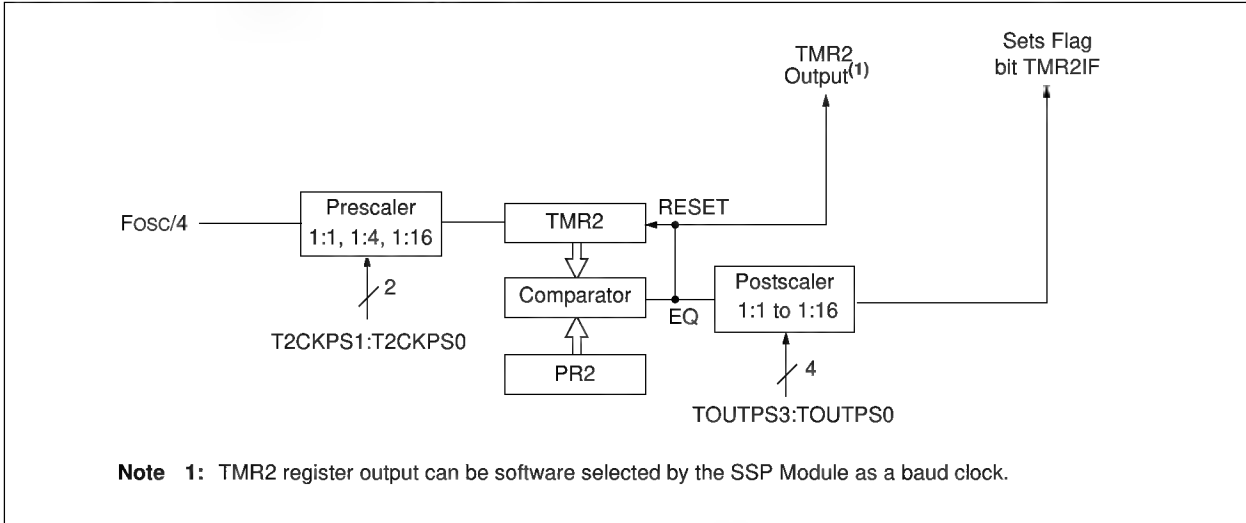 TMR2
Output(1)
Sets Flag
bit TMR2IF
FOSC/4
Prescaler
1:1, 1:4, 1:16
2
T2CKPS1:T2CKPS0
TMR2
RESET
Comparator
EQ
PR2
Postscaler
1:1 to 1:16
4
TOUTPS3:TOUTPS0
Note 1: TMR2 register output can be software selected by the SSP Module as a baud clock.